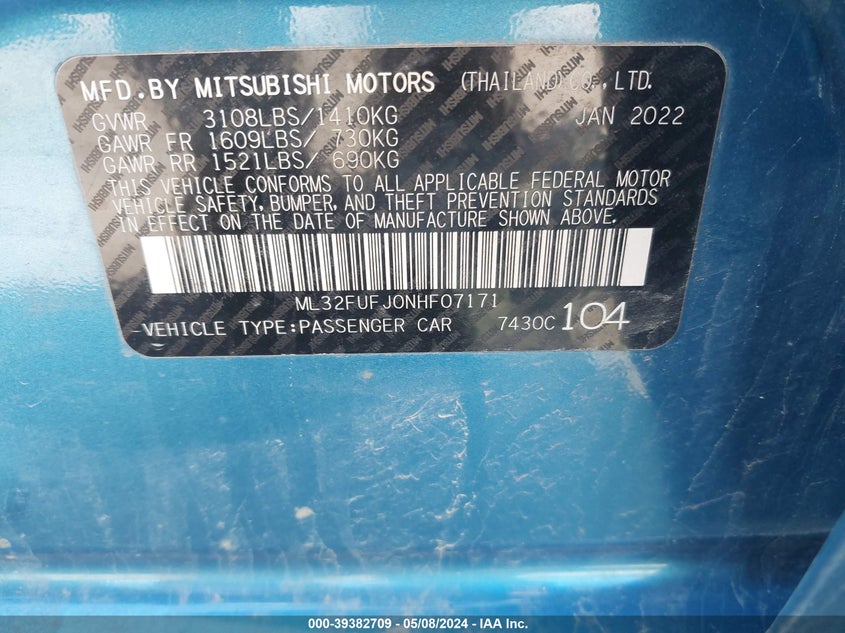 MFD.BY MITSUBISHI MOTORS (THAILAND) CO., LTD.
GVWR 3108LBS/1410KG JAN 2022
GAWR FR 1609LBS/ 730KG
GAWR RR 1521LBS/ 690KG
THIS VEHICLE CONFORMS TO ALL APPLICABLE FEDERAL MOTOR
VEHICLE SAFETY, BUMPER, AND THEFT PREVENTION STANDARDS
IN EFFECT ON THE DATE OF MANUFACTURE SHOWN ABOVE.
ML32FUFJ0NHF07171
VEHICLE TYPE:PASSENGER CAR 7430C 104
000-39382709 - 05/08/2024 - IAA Inc.